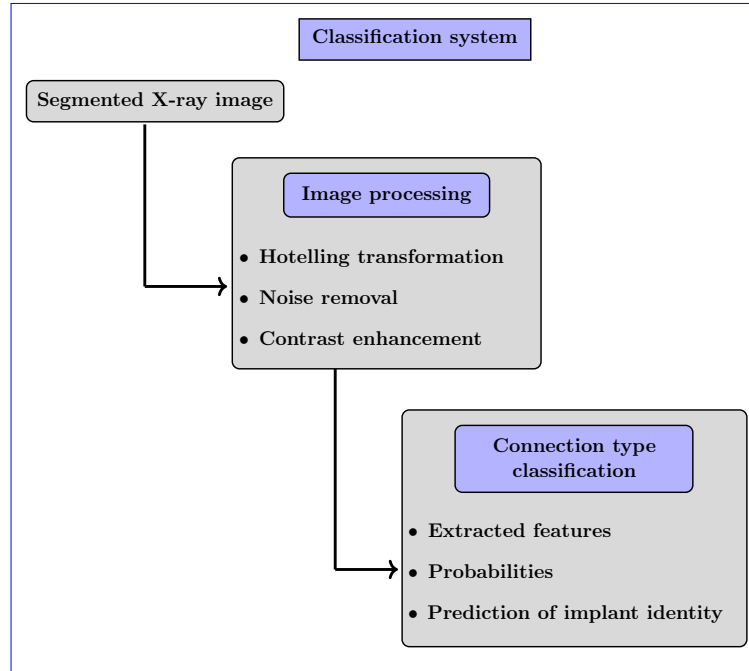 Classification system
Segmented X-ray image
Image processing
• Hotelling transformation
• Noise removal
• Contrast enhancement
Connection type
classification
• Extracted features
• Probabilities
• Prediction of implant identity